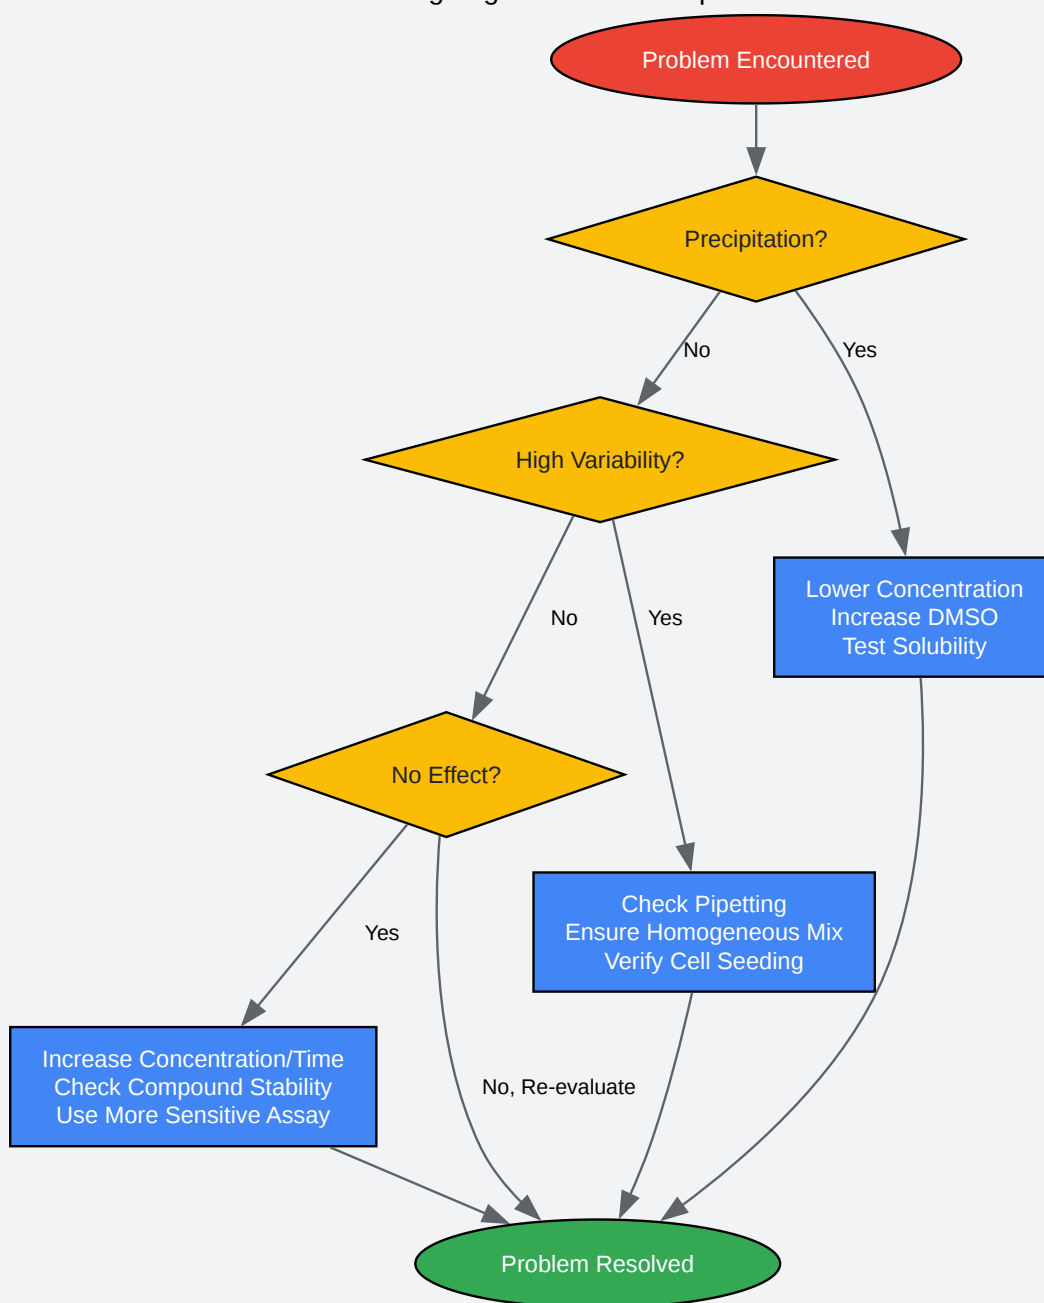 Problem Encountered
Precipitation?
No
Yes
High Variability?
Lower Concentration
Increase DMSO
Test Solubility
No
Yes
No Effect?
Check Pipetting
Ensure Homogeneous Mix
Verify Cell Seeding
Yes
Increase Concentration/Time
Check Compound Stability
Use More Sensitive Assay
No, Re-evaluate
Problem Resolved